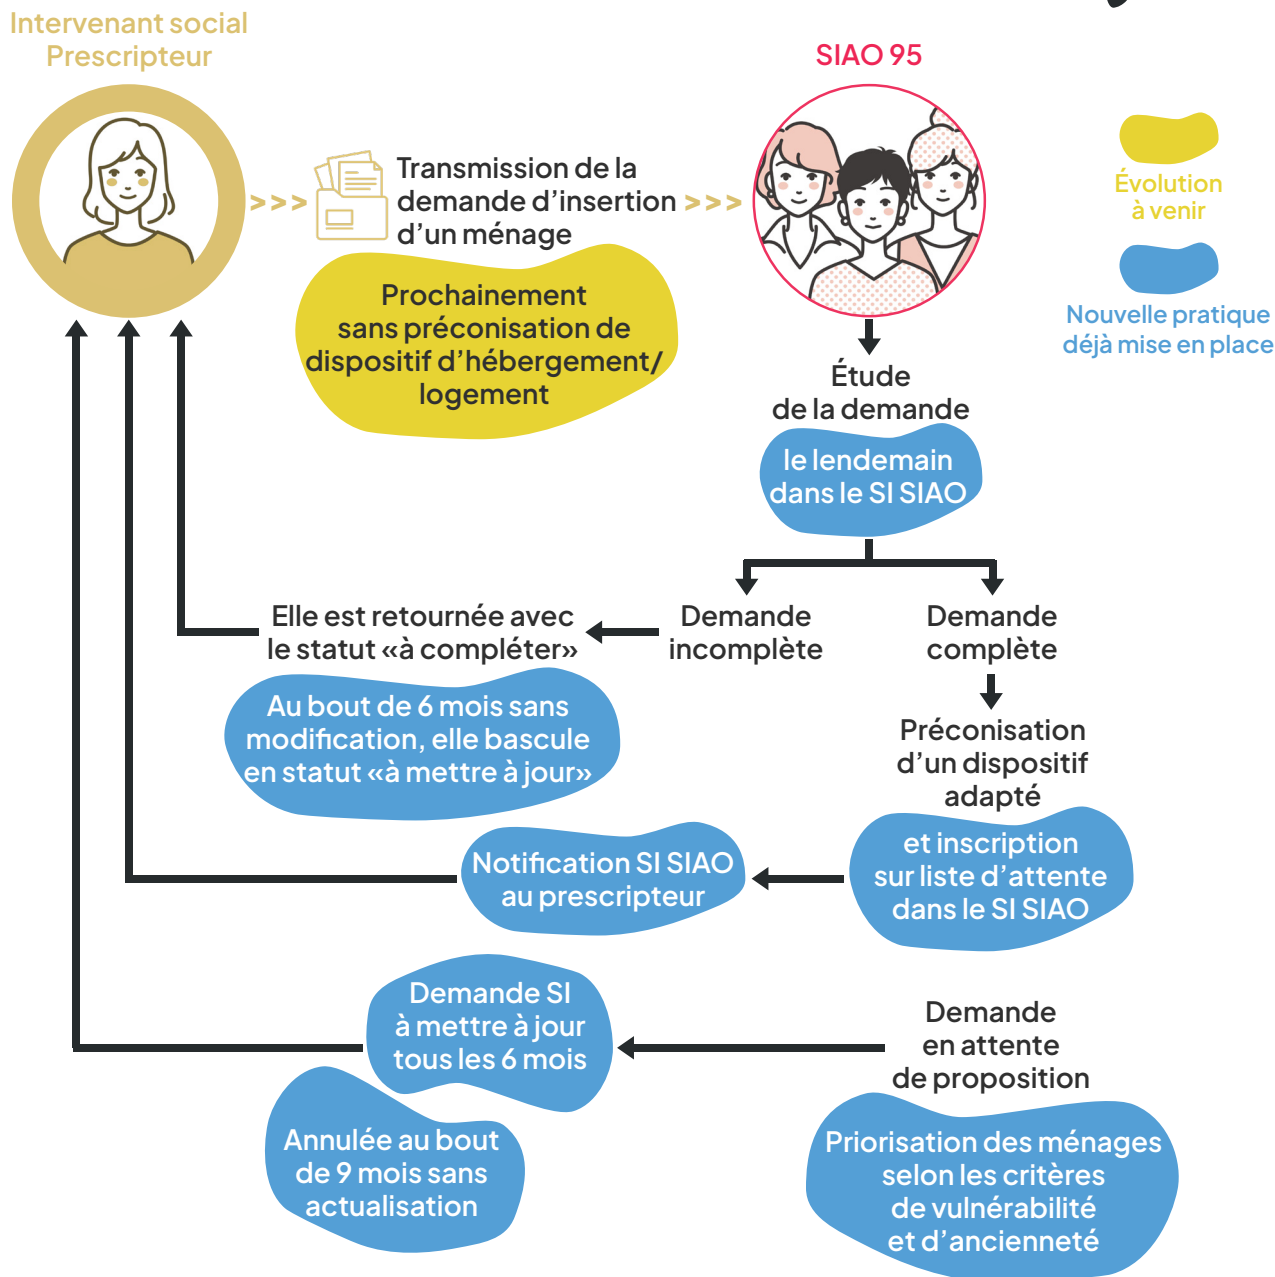 Intervenant social
Prescripteur
SIAO 95
>>>
Transmission de la
demande d’insertion
d’un ménage
>>>
Prochainement
sans préconisation de
dispositif d’hébergement/
logement
Évolution
à venir
Nouvelle pratique
déjà mise en place
Étude
de la demande
le lendemain
dans le SI SIAO
Elle est retournée avec
le statut «à compléter»
Demande
incomplète
Demande
complète
Au bout de 6 mois sans
modification, elle bascule
en statut «à mettre à jour»
Préconisation
d’un dispositif
adapté
et inscription
sur liste d’attente
dans le SI SIAO
Notification SI SIAO
au prescripteur
Demande SI
à mettre à jour
tous les 6 mois
Demande
en attente
de proposition
Annulée au bout
de 9 mois sans
actualisation
Priorisation des ménages
selon les critères
de vulnérabilité
et d’ancienneté